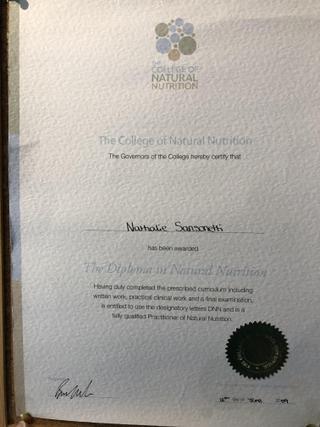 THE
COLLEGE OF
NATURAL
NUTRITION
The College of Natural Nutrition
The Governors of the College hereby certify that
Nathalie Sansonetti
has been awarded
The Diploma in Natural Nutrition
Having duly completed the prescribed curriculum including
written work, practical clinical work and a final examination,
is entitled to use the designatory letters DNN and is a
fully qualified Practitioner of Natural Nutrition.